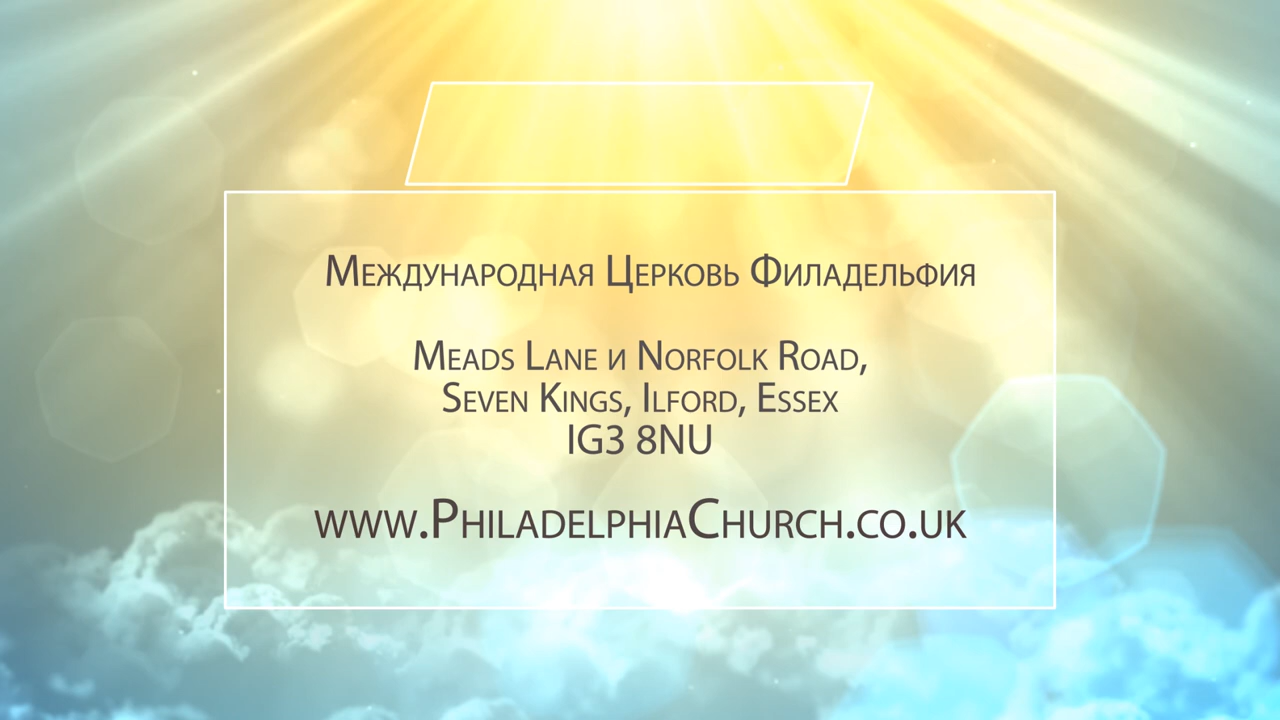 Международная Церковь Филадельфия
Meads Lane и Norfolk Road,
Seven Kings, Ilford, Essex
IG3 8NU
www.PhiladelphiaChurch.co.uk